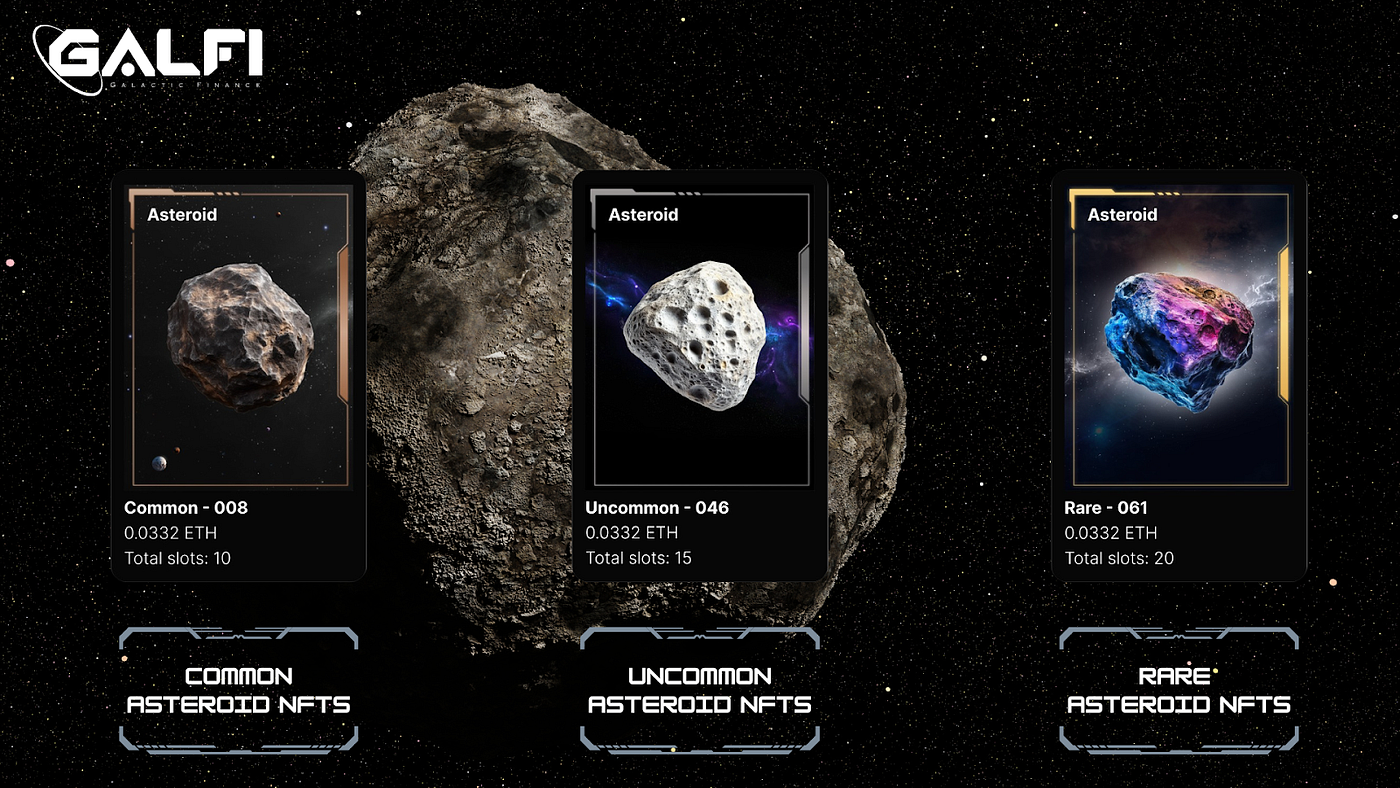 GALFI
GALACTIC FINANCE
Asteroid
Common - 008
0.0332 ETH
Total slots: 10
Asteroid
Uncommon - 046
0.0332 ETH
Total slots: 15
Asteroid
Rare - 061
0.0332 ETH
Total slots: 20
COMMON
ASTEROID NFTS
UNCOMMON
ASTEROID NFTS
RARE
ASTEROID NFTS